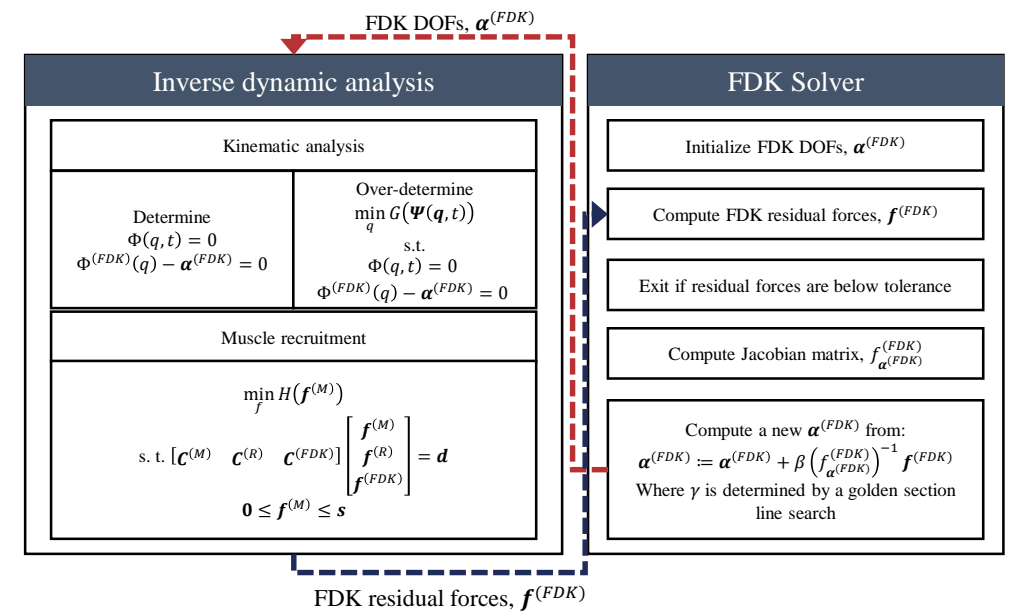 FDK DOFs, 𝜶^(𝐹𝐷𝐾)
Inverse dynamic analysis
Kinematic analysis
Determine
Φ(𝑞, 𝑡) = 0
Φ^(𝐹𝐷𝐾)(𝑞) − 𝜶^(𝐹𝐷𝐾) = 0
Over-determine
min_𝑞 𝐺(𝜳(𝒒, 𝑡))
s.t.
Φ(𝑞, 𝑡) = 0
Φ^(𝐹𝐷𝐾)(𝑞) − 𝜶^(𝐹𝐷𝐾) = 0
Muscle recruitment
min_𝑓 𝐻(𝒇^(𝑀))
s. t. [𝑪^(𝑀) 𝑪^(𝑅) 𝑪^(𝐹𝐷𝐾)] [𝒇^(𝑀) 𝒇^(𝑅) 𝒇^(𝐹𝐷𝐾)] = 𝒅
𝟎 ≤ 𝒇^(𝑀) ≤ 𝒔
FDK Solver
Initialize FDK DOFs, 𝜶^(𝐹𝐷𝐾)
Compute FDK residual forces, 𝒇^(𝐹𝐷𝐾)
Exit if residual forces are below tolerance
Compute Jacobian matrix, 𝑓_𝜶^(𝐹𝐷𝐾)^(𝐹𝐷𝐾)
Compute a new 𝜶^(𝐹𝐷𝐾) from:
𝜶^(𝐹𝐷𝐾) ≔ 𝜶^(𝐹𝐷𝐾) + 𝛽 (𝑓_𝜶^(𝐹𝐷𝐾)^(𝐹𝐷𝐾))^−1 𝒇^(𝐹𝐷𝐾)
Where 𝛾 is determined by a golden section
line search
FDK residual forces, 𝒇^(𝐹𝐷𝐾)